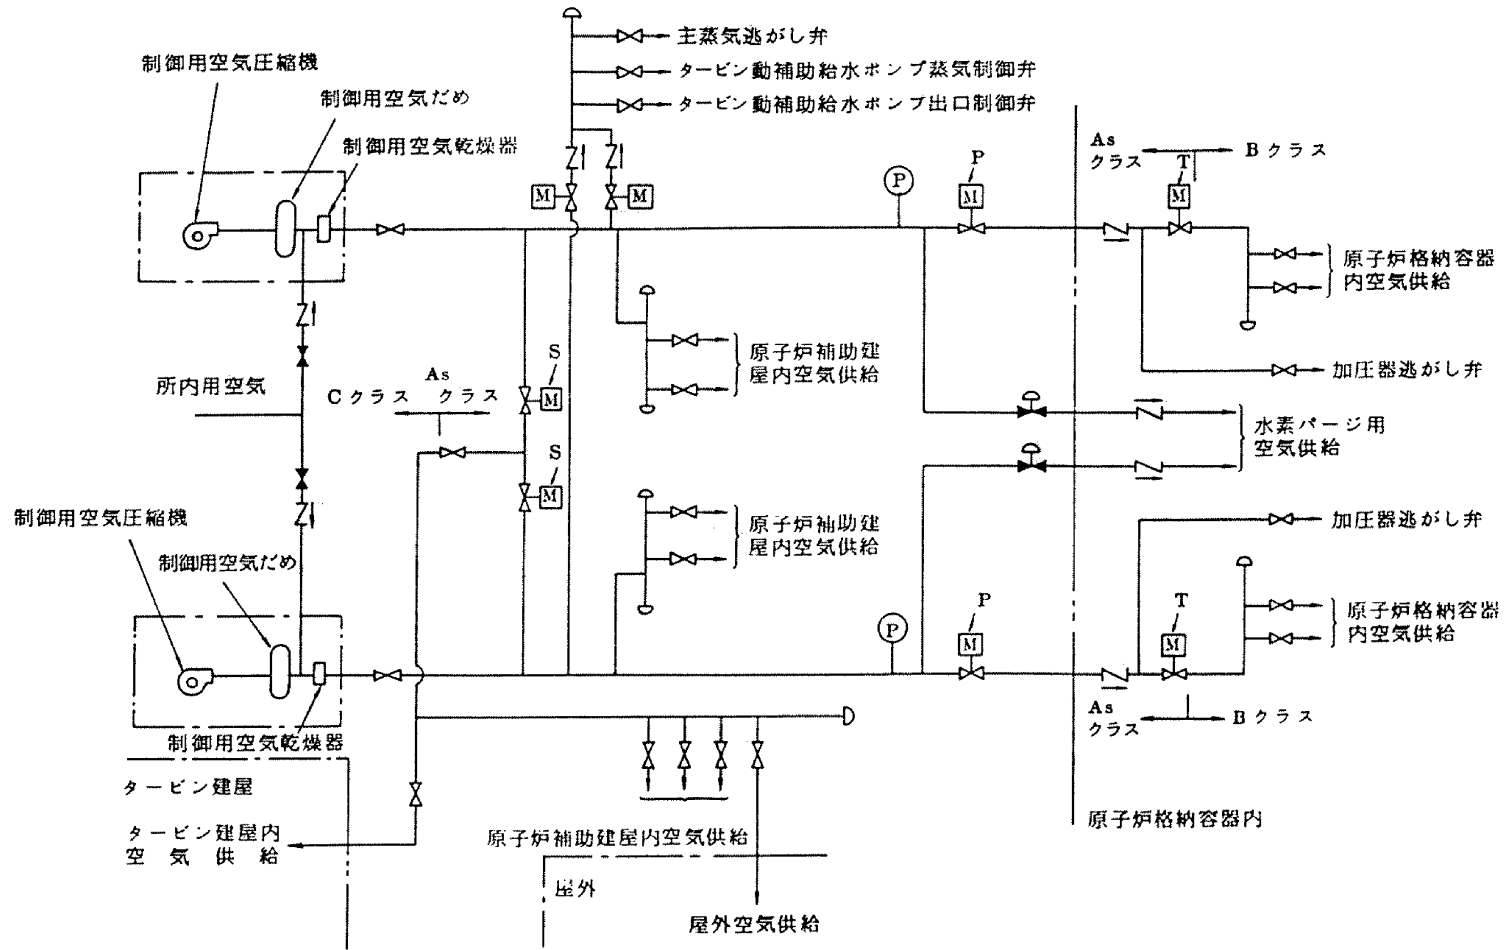 主蒸気逃がし弁
タービン動補助給水ポンプ蒸気制御弁
タービン動補助給水ポンプ出口制御弁
制御用空気圧縮機
制御用空気だめ
制御用空気乾燥器
As
クラス
Bクラス
P
T
M
M
P
M
M
原子炉格納容器
内空気供給
原子炉補助建
屋内空気供給
加圧器逃がし弁
所内用空気
Cクラス
As
クラス
S
M
S
M
水素パージ用
空気供給
制御用空気圧縮機
制御用空気だめ
原子炉補助建
屋内空気供給
加圧器逃がし弁
P
P
M
T
M
原子炉格納容器
内空気供給
制御用空気乾燥器
As
クラス
Bクラス
タービン建屋
タービン建屋内
空気供給
原子炉補助建屋内空気供給
原子炉格納容器内
屋外
屋外空気供給